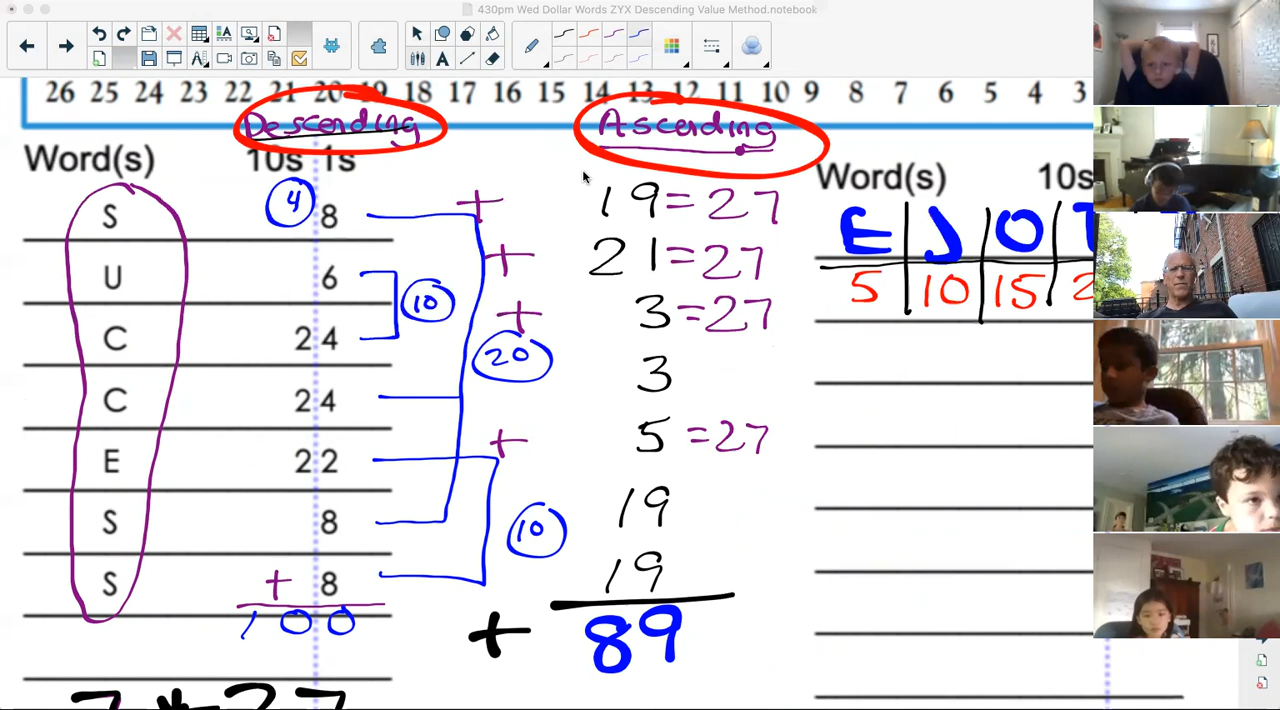 430pm Wed Dollar Words ZYX Descending Value Method.notebook
26 25 24 23 22 21 20 19 18 17 16 15 14 13 12 11 10 9 8 7 6 5 4 3
Descending Ascending
Word(s) 10s 1s Word(s) 10s
S 4 8 + 19=27 E J O
U 6 + 21=27 5 10 15 2
10 + 3=27
C 24 20 3
C 24
E 22 + 5=27
S 8 10 19
S + 8 19
100 + 89
7 * 27